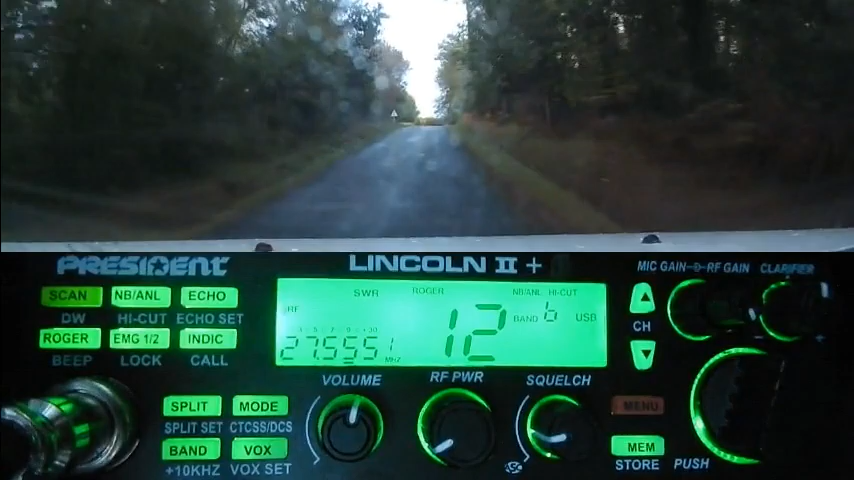 PRESIDENT
LINCOLN II +
MIC GAIN RF GAIN CLARIFIER
SCAN NB/ANL ECHO
DW HI-CUT ECHO SET
ROGER EMG 1/2 INDIC
BEEP LOCK CALL
SPLIT MODE
SPLIT SET CTCSS/DCS
BAND VOX
+10KHZ VOX SET
SWR ROGER NB/ANL HI-CUT
RF
12 BAND b USB
27.555 1 MHZ
CH
VOLUME RF PWR SQUELCH
MENU
MEM
STORE PUSH